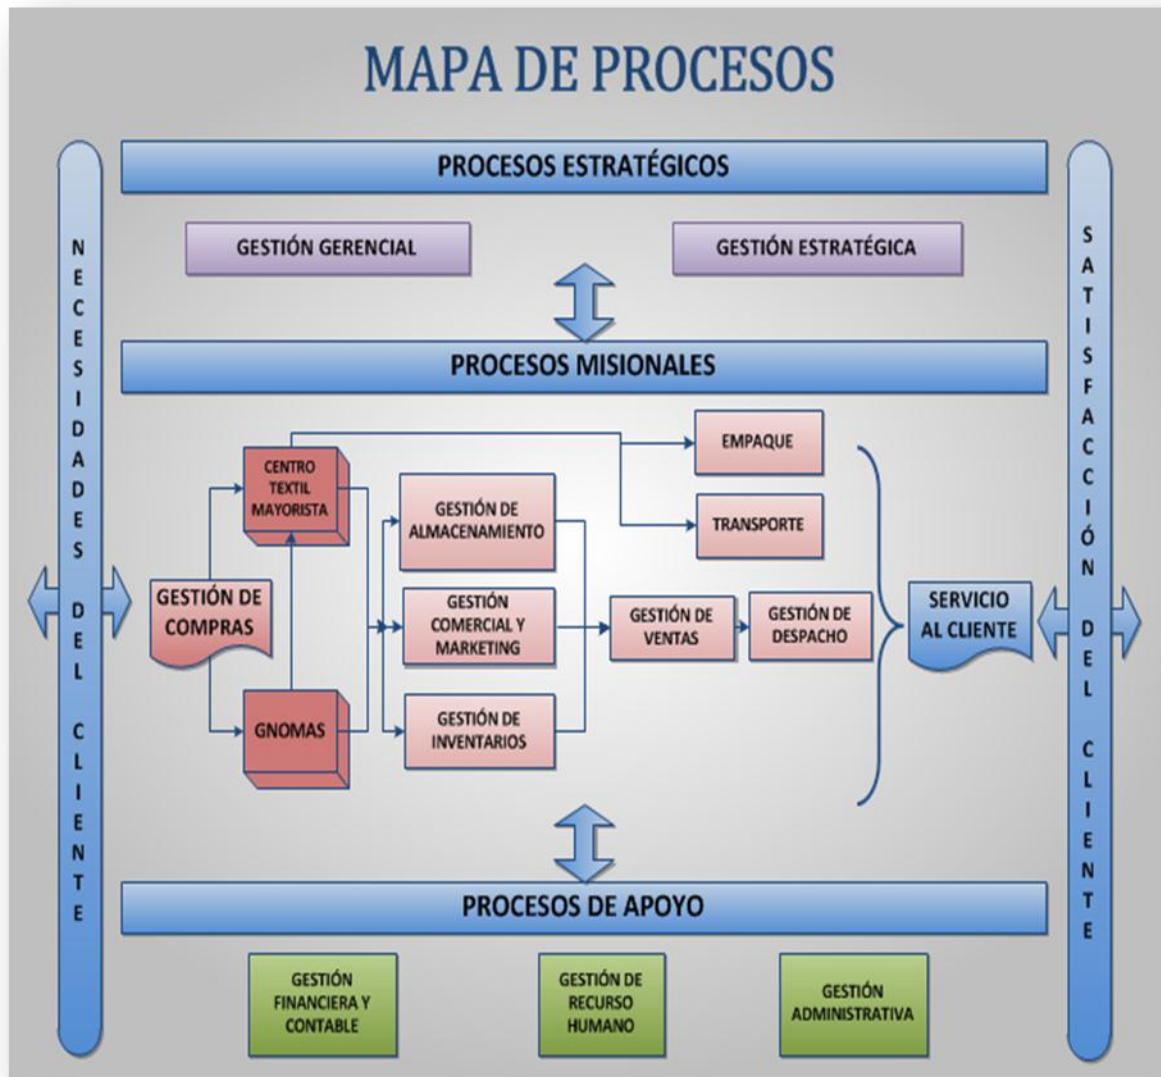 MAPA DE PROCESOS
PROCESOS ESTRATÉGICOS
NECESIDADES DEL CLIENTE
GESTIÓN GERENCIAL
GESTIÓN ESTRATÉGICA
SATISFACCIÓN DEL CLIENTE
PROCESOS MISIONALES
EMPAQUE
CENTRO
TEXTIL
MAYORISTA
GESTIÓN DE
ALMACENAMIENTO
TRANSPORTE
GESTIÓN DE
COMPRAS
GESTIÓN
COMERCIAL Y
MARKETING
GESTIÓN DE
VENTAS
GESTIÓN DE
DESPACHO
SERVICIO
AL CLIENTE
GNOMAS
GESTIÓN DE
INVENTARIOS
PROCESOS DE APOYO
GESTIÓN
FINANCIERA Y
CONTABLE
GESTIÓN DE
RECURSO
HUMANO
GESTIÓN
ADMINISTRATIVA